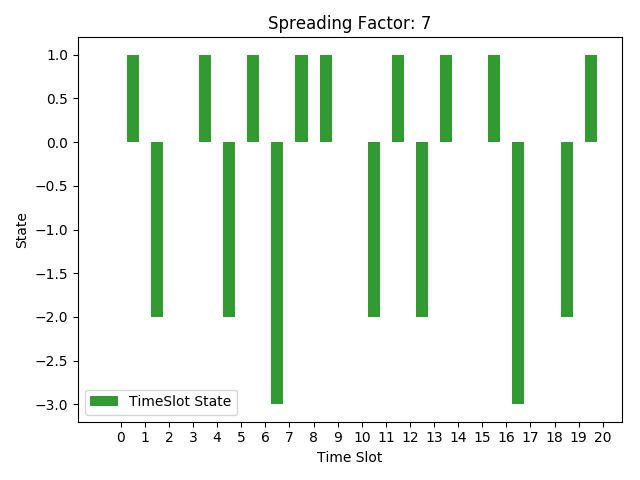 Spreading Factor: 7
1.0
0.5
0.0
−0.5
−1.0
−1.5
−2.0
−2.5
−3.0
State
TimeSlot State
0 1 2 3 4 5 6 7 8 9 10 11 12 13 14 15 16 17 18 19 20
Time Slot